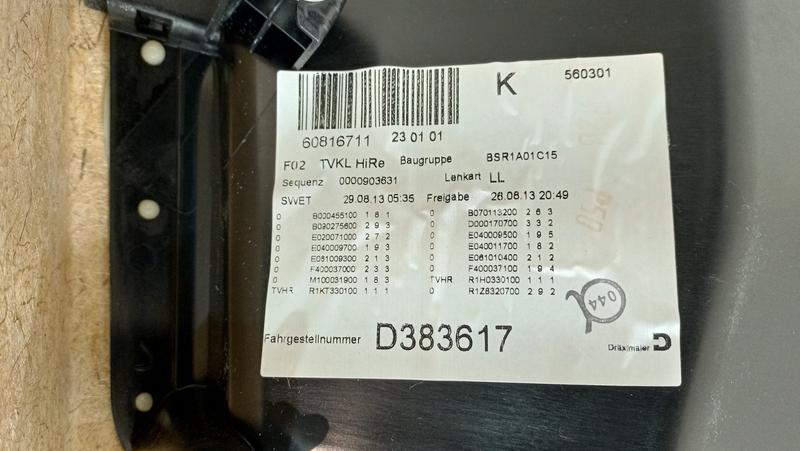 K 560301
60816711 23 01 01
F02 TVKL HiRe Baugruppe BSR1A01C15
Sequenz 0000903631 Lenkart LL
SWET 29.08.13 05:35 Freigabe 26.08.13 20:49
0 B000455100 1 6 1 0 B070113200 2 6 3
0 B090275600 2 9 3 0 D000170700 3 3 2
0 E020071000 2 7 2 0 E040009500 1 9 5
0 E040009700 1 9 3 0 E040011700 1 8 2
0 E061009300 2 1 3 0 E061010400 2 1 2
0 F400037000 2 3 3 0 F400037100 1 9 4
0 M100031900 1 8 3 TVHR R1H0330100 1 1 1
TVHR R1KT330100 1 1 1 0 R1Z8320700 2 9 2
044
Fahrgestellnummer D383617
Dräxlmaier D